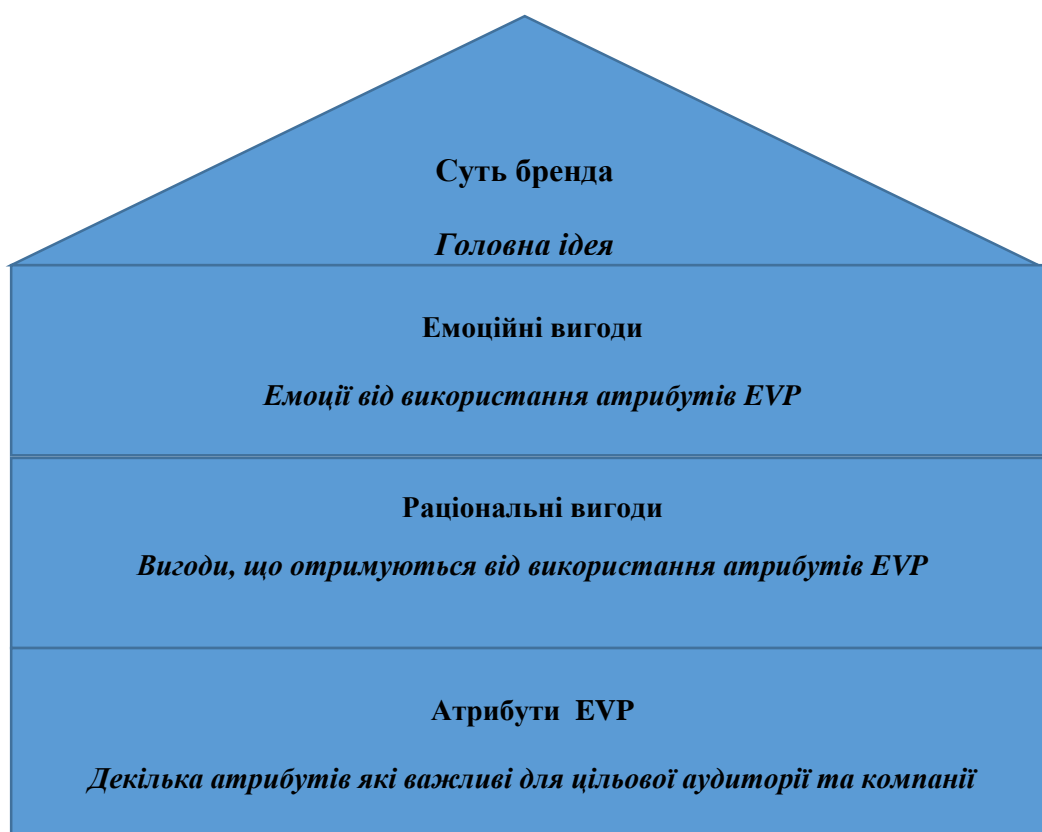 Суть бренда
Головна ідея
Емоційні вигоди
Емоції від використання атрибутів EVP
Раціональні вигоди
Вигоди, що отримуються від використання атрибутів EVP
Атрибути EVP
Декілька атрибутів які важливі для цільової аудиторії та компанії